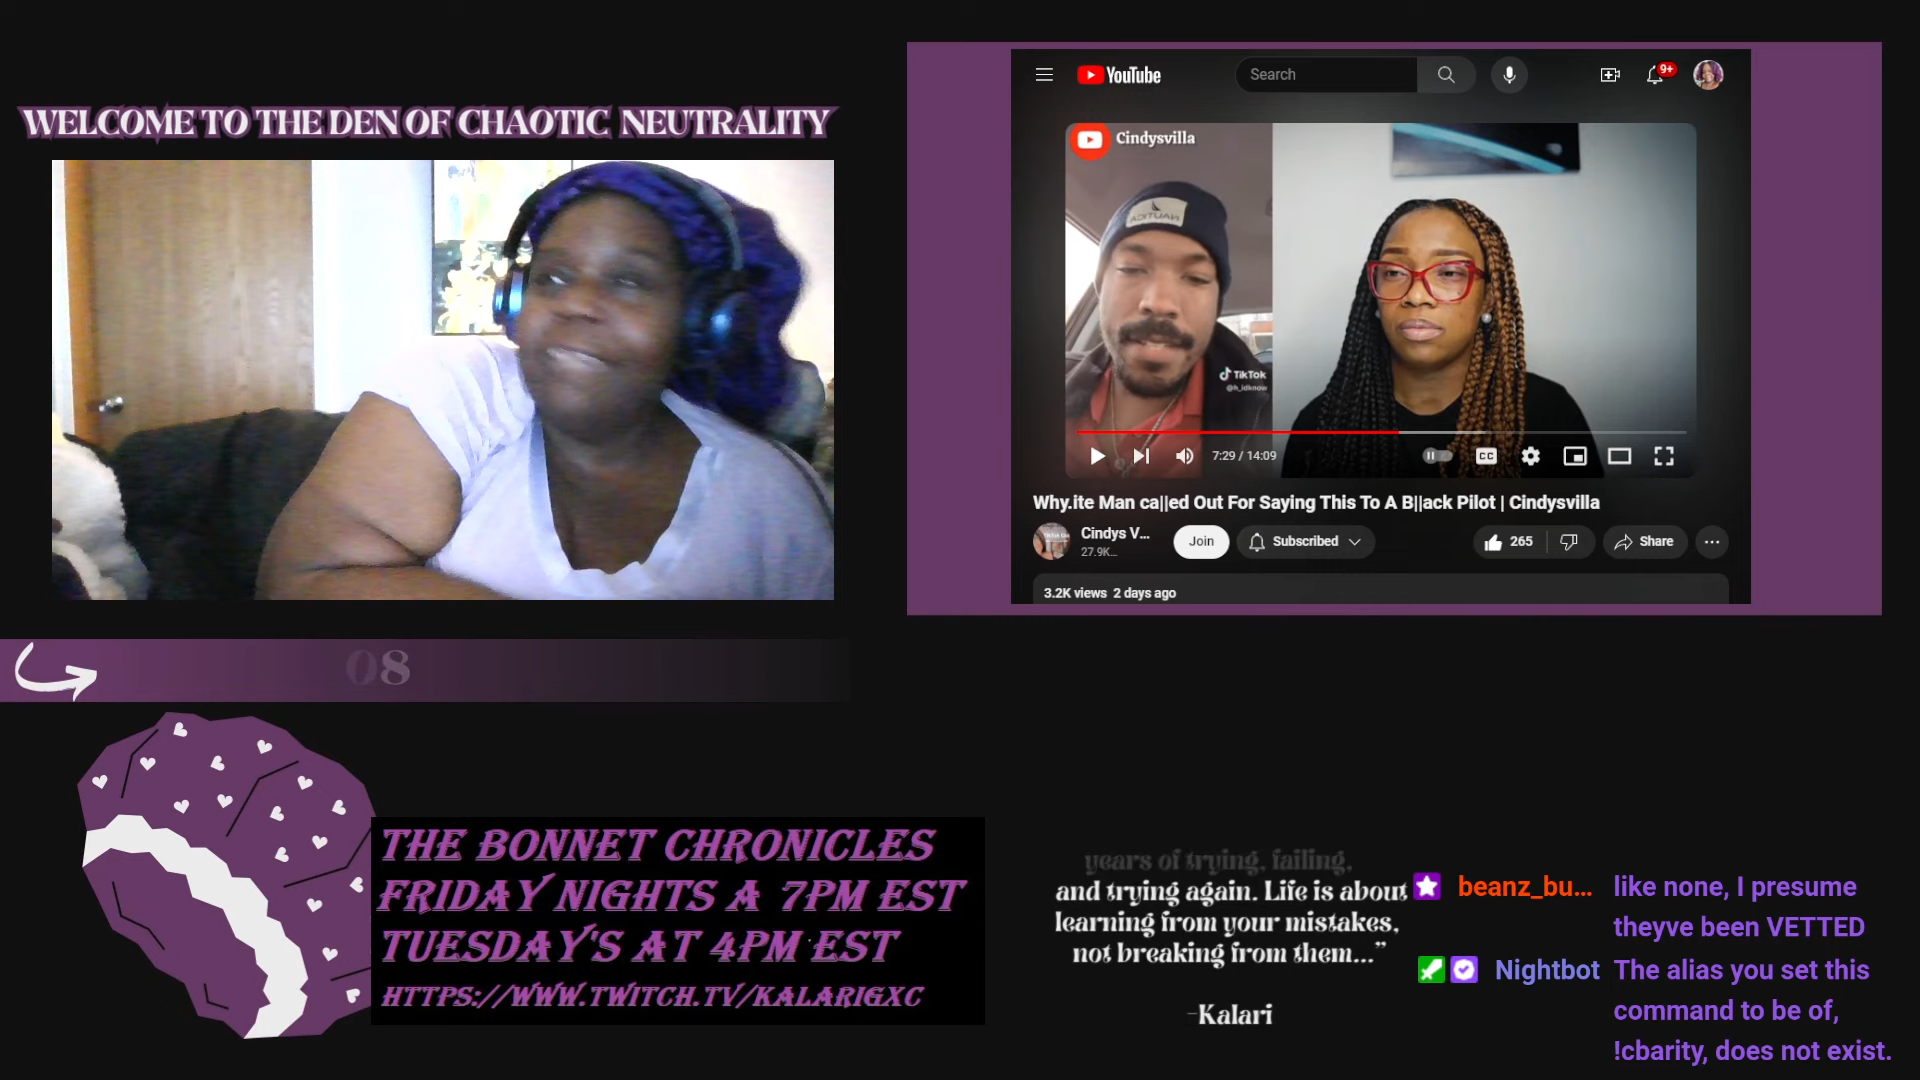 WELCOME TO THE DEN OF CHAOTIC NEUTRALITY
YouTube
Search
9+
Cindysvilla
NAUTICA
TikTok
@h_idknow
7:29 / 14:09
CC
Why.ite Man ca||ed Out For Saying This To A B||ack Pilot | Cindysvilla
Cindys V...
27.9K...
Join
Subscribed
265
Share
3.2K views 2 days ago
08
THE BONNET CHRONICLES
FRIDAY NIGHTS A 7PM EST
TUESDAY'S AT 4PM EST
HTTPS://WWW.TWITCH.TV/KALARIGXC
years of trying, failing,
and trying again. Life is about
learning from your mistakes,
not breaking from them..."
-Kalari
beanz_bu... like none, I presume
theyve been VETTED
Nightbot The alias you set this
command to be of,
!cbarity, does not exist.